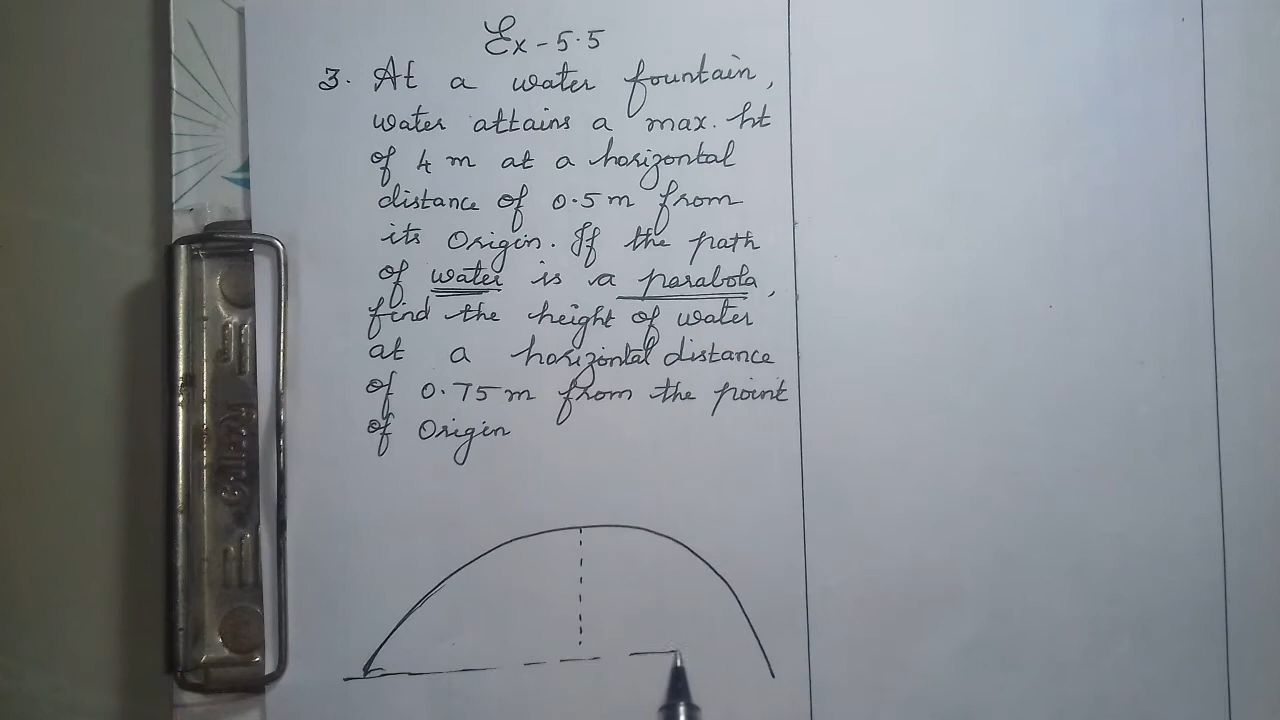 Ex - 5.5
3. At a water fountain,
water attains a max. ht
of 4 m at a horizontal
distance of 0.5 m from
its Origin. If the path
of water is a parabola,
find the height of water
at a horizontal distance
of 0.75 m from the point
of Origin